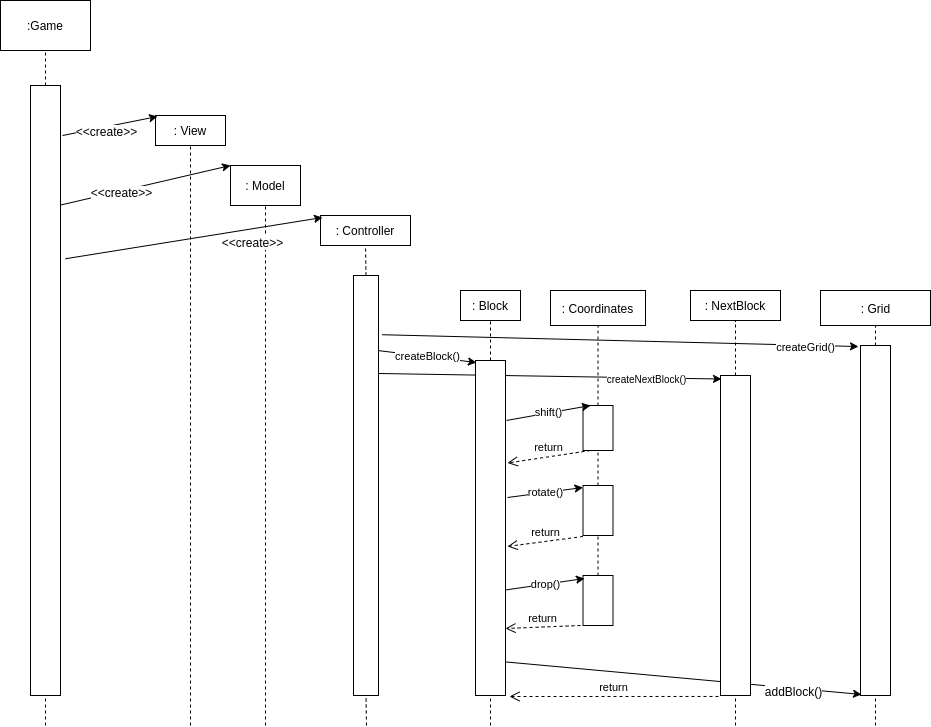 :Game
<<create>>
: View
<<create>>
: Model
<<create>>
: Controller
: Block
: Coordinates
: NextBlock
: Grid
createGrid()
createBlock()
createNextBlock()
shift()
return
rotate()
return
drop()
return
return
addBlock()